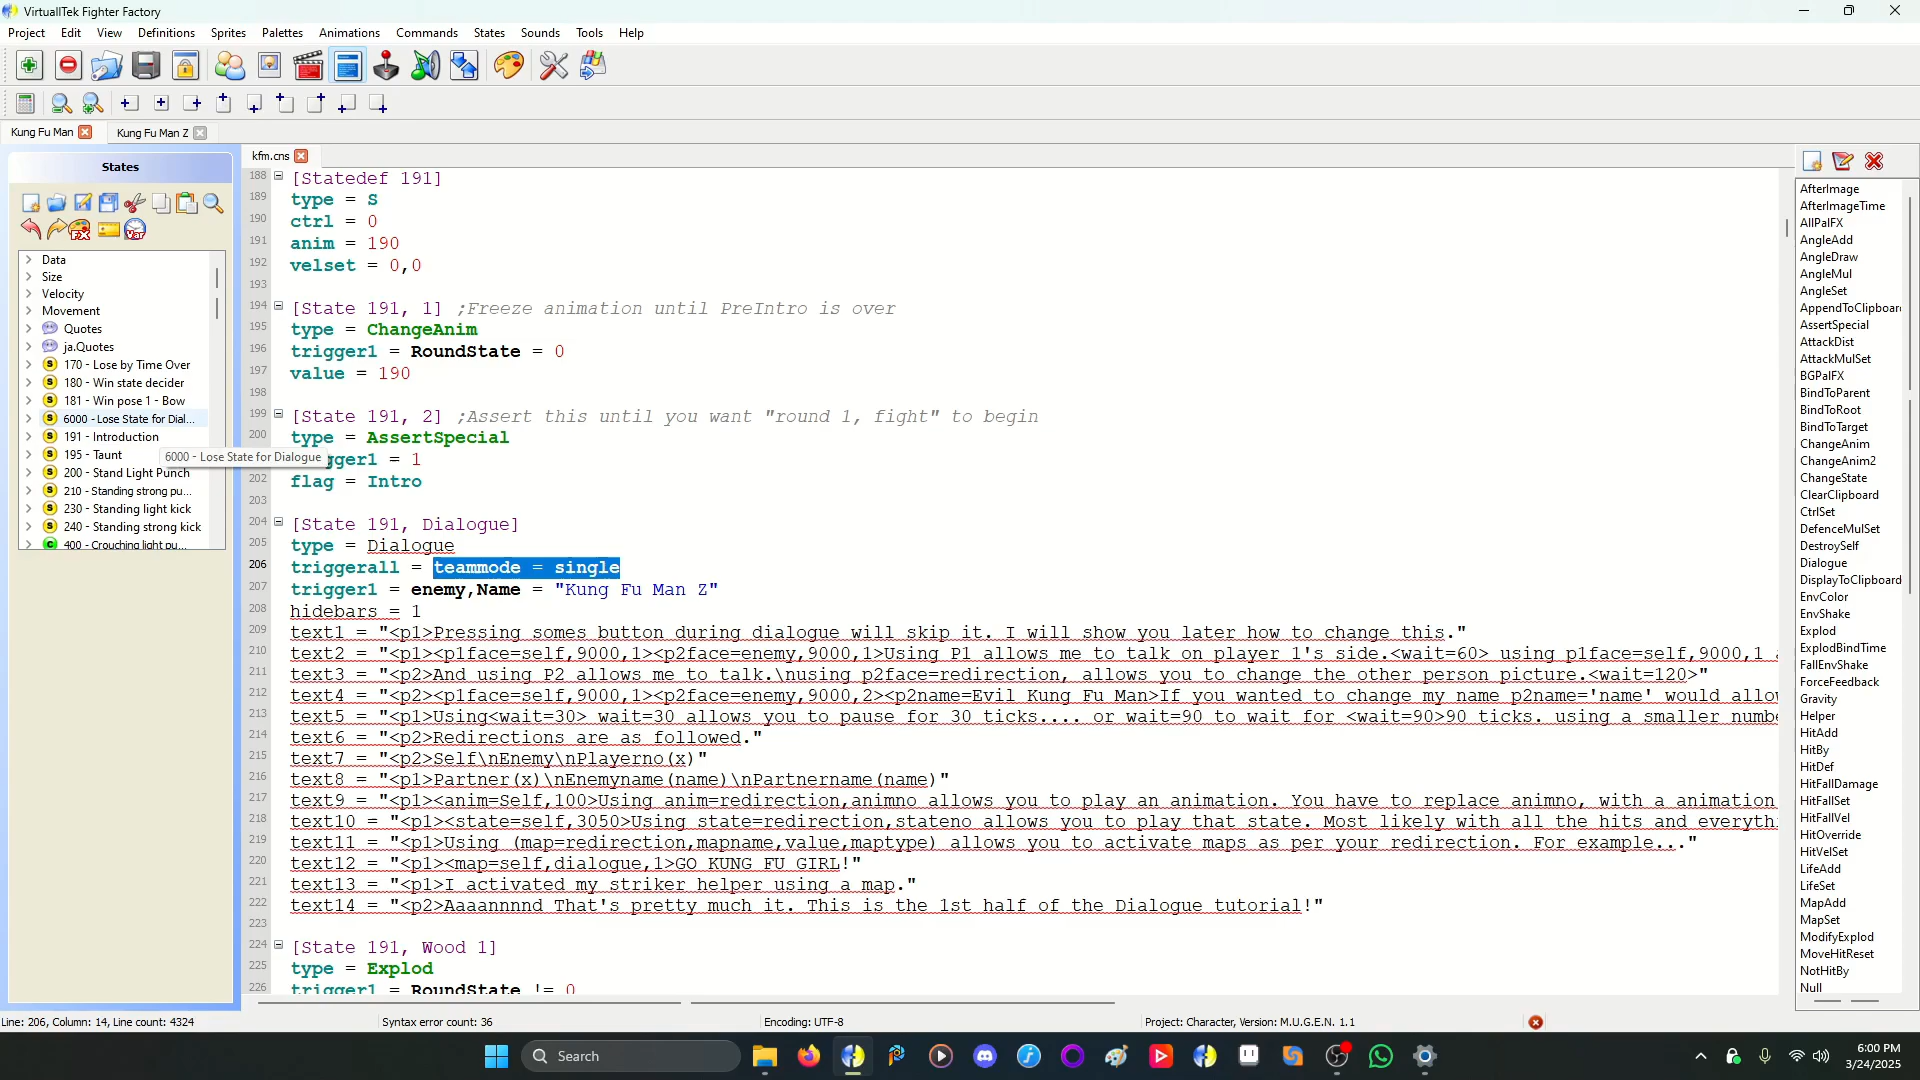 VirtuallTek Fighter Factory
Project Edit View Definitions Sprites Palettes Animations Commands States Sounds Tools Help
Kung Fu Man
Kung Fu Man Z
States
Data
Size
Velocity
Movement
Quotes
ja.Quotes
170 - Lose by Time Over
180 - Win state decider
181 - Win pose 1 - Bow
6000 - Lose State for Dial...
191 - Introduction
195 - Taunt
6000 - Lose State for Dialogue
200 - Stand Light Punch
210 - Standing strong pu...
230 - Standing light kick
240 - Standing strong kick
400 - Crouching light pu...
kfm.cns
188 [Statedef 191]
189 type = S
190 ctrl = 0
191 anim = 190
192 velset = 0,0
193
194 [State 191, 1] ;Freeze animation until PreIntro is over
195 type = ChangeAnim
196 trigger1 = RoundState = 0
197 value = 190
198
199 [State 191, 2] ;Assert this until you want "round 1, fight" to begin
200 type = AssertSpecial
gger1 = 1
202 flag = Intro
203
204 [State 191, Dialogue]
205 type = Dialogue
206 triggerall = teammode = single
207 trigger1 = enemy,Name = "Kung Fu Man Z"
208 hidebars = 1
209 text1 = "<p1>Pressing somes button during dialogue will skip it. I will show you later how to change this."
210 text2 = "<p1><p1face=self,9000,1><p2face=enemy,9000,1>Using P1 allows me to talk on player 1's side.<wait=60> using p1face=self,9000,1
211 text3 = "<p2>And using P2 allows me to talk.\nusing p2face=redirection, allows you to change the other person picture.<wait=120>"
212 text4 = "<p2><p1face=self,9000,1><p2face=enemy,9000,2><p2name=Evil Kung Fu Man>If you wanted to change my name p2name='name' would allow
213 text5 = "<p1>Using<wait=30> wait=30 allows you to pause for 30 ticks.... or wait=90 to wait for <wait=90>90 ticks. using a smaller numbe
214 text6 = "<p2>Redirections are as followed."
215 text7 = "<p2>Self\nEnemy\nPlayerno(x)"
216 text8 = "<p1>Partner(x)\nEnemyname(name)\nPartnername(name)"
217 text9 = "<p1><anim=Self,100>Using anim=redirection,animno allows you to play an animation. You have to replace animno, with a animation
218 text10 = "<p1><state=self,3050>Using state=redirection,stateno allows you to play that state. Most likely with all the hits and everythi
219 text11 = "<p1>Using (map=redirection,mapname,value,maptype) allows you to activate maps as per your redirection. For example..."
220 text12 = "<p1><map=self,dialogue,1>GO KUNG FU GIRL!"
221 text13 = "<p1>I activated my striker helper using a map."
222 text14 = "<p2>Aaaannnnd That's pretty much it. This is the 1st half of the Dialogue tutorial!"
223
224 [State 191, Wood 1]
225 type = Explod
226 trigger1 = RoundState != 0
AfterImage
AfterImageTime
AllPalFX
AngleAdd
AngleDraw
AngleMul
AngleSet
AppendToClipboar
AssertSpecial
AttackDist
AttackMulSet
BGPalFX
BindToParent
BindToRoot
BindToTarget
ChangeAnim
ChangeAnim2
ChangeState
ClearClipboard
CtrlSet
DefenceMulSet
DestroySelf
Dialogue
DisplayToClipboard
EnvColor
EnvShake
Explod
ExplodBindTime
FallEnvShake
ForceFeedback
Gravity
Helper
HitAdd
HitBy
HitDef
HitFallDamage
HitFallSet
HitFallVel
HitOverride
HitVelSet
LifeAdd
LifeSet
MapAdd
MapSet
ModifyExplod
MoveHitReset
NotHitBy
Null
Line: 206, Column: 14, Line count: 4324
Syntax error count: 36
Encoding: UTF-8
Project: Character, Version: M.U.G.E.N. 1.1
Search
6:00 PM
3/24/2025